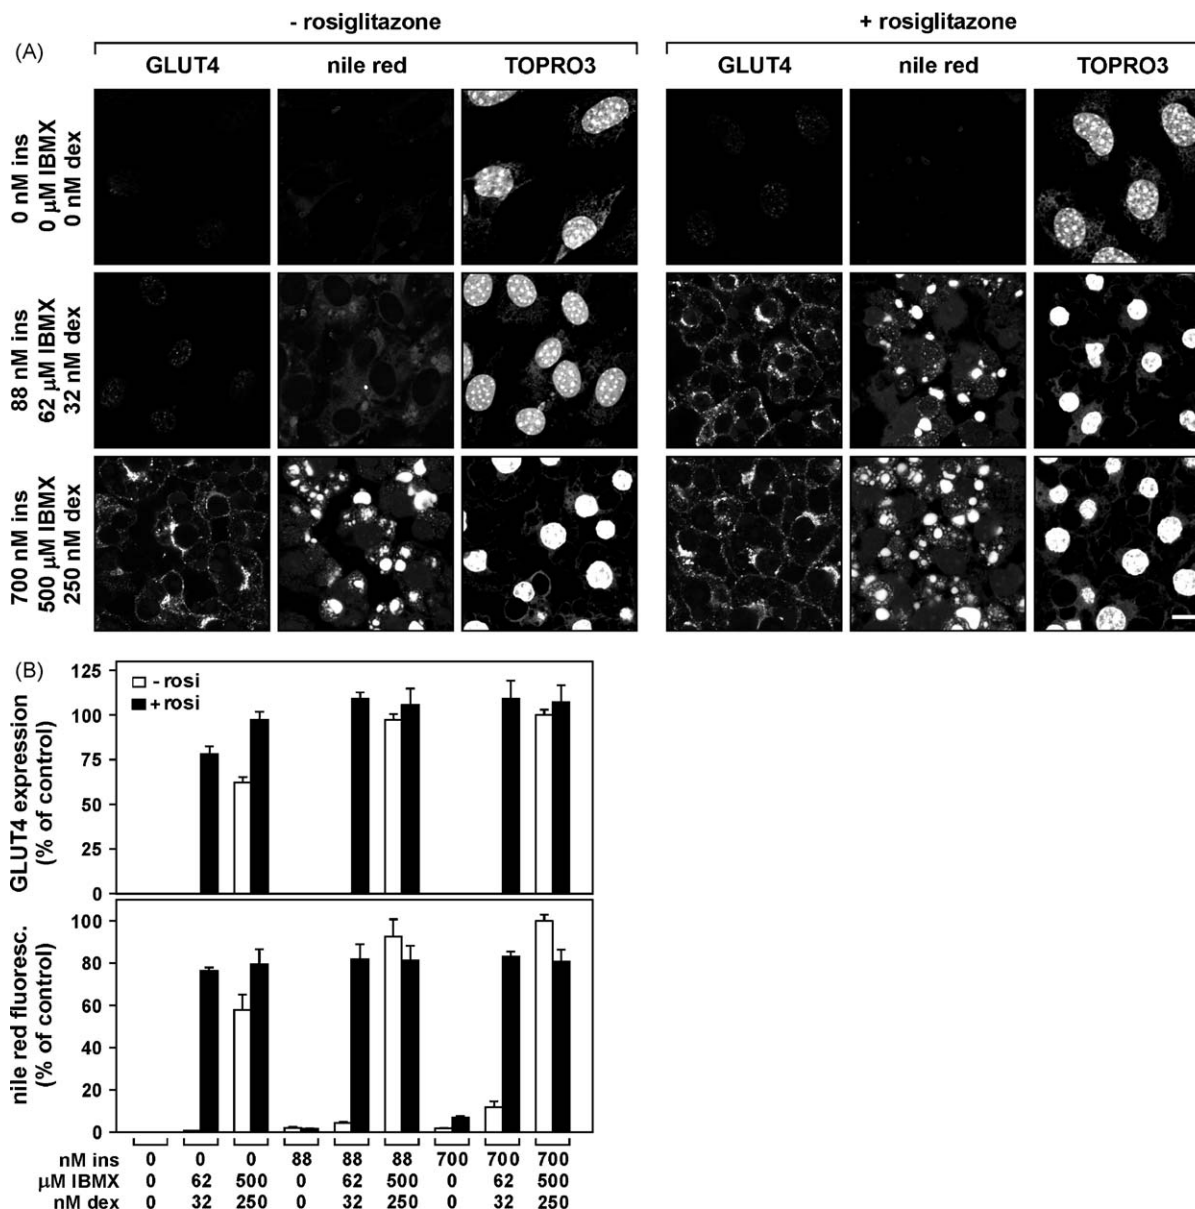 - rosiglitazone
+ rosiglitazone
(A)
GLUT4
nile red
TOPRO3
GLUT4
nile red
TOPRO3
0 nM ins
0 μM IBMX
0 nM dex
88 nM ins
62 μM IBMX
32 nM dex
700 nM ins
500 μM IBMX
250 nM dex
(B)
GLUT4 expression
(% of control)
125
100
75
50
25
0
- rosi
+ rosi
nile red fluoresc.
(% of control)
100
80
60
40
20
0
nM ins 0 0 0 88 88 88 700 700 700
μM IBMX 0 62 500 0 62 500 0 62 500
nM dex 0 32 250 0 32 250 0 32 250